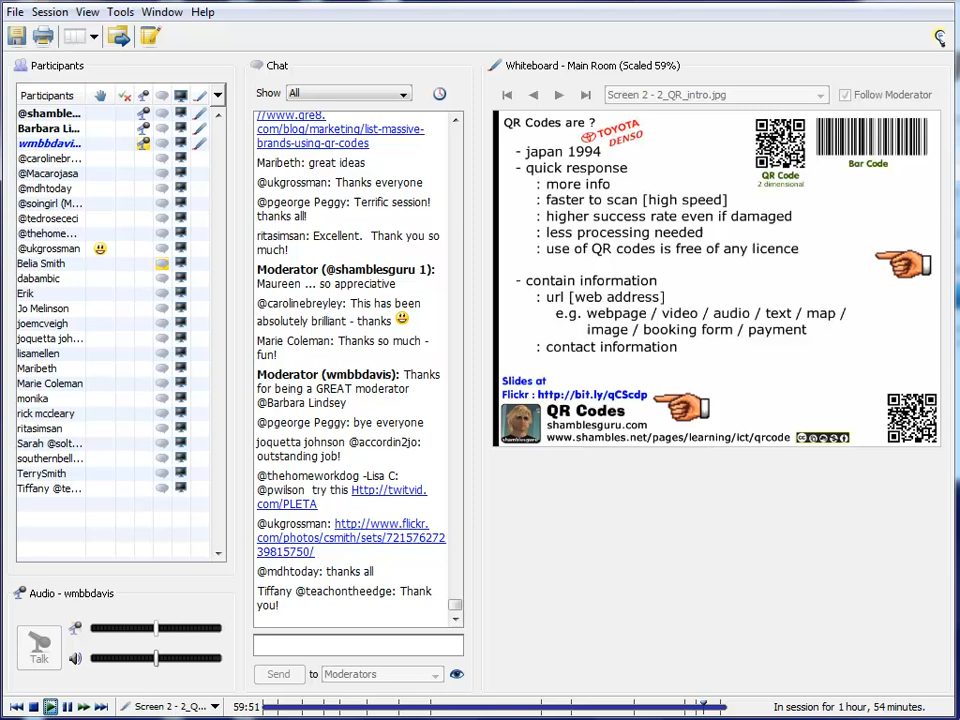 File Session View Tools Window Help
Participants
Participants
@shamble...
Barbara Li...
wmbbdavi...
@carolinebr...
@Macarojasa
@mdhtoday
@soingirl (M...
@tedrosececi
@thehome...
@ukgrossman
Belia Smith
dabambic
Erik
Jo Melinson
joemcveigh
joquetta joh...
lisamellen
Maribeth
Marie Coleman
monika
rick mccleary
ritasimsan
Sarah @solt...
southernbell...
TerrySmith
Tiffany @te...
Audio - wmbbdavis
Talk
Chat
Show All
//www.qre8.
com/blog/marketing/list-massive-
brands-using-qr-codes
Maribeth: great ideas
@ukgrossman: Thanks everyone
@pgeorge Peggy: Terrific session!
thanks all!
ritasimsan: Excellent. Thank you so
much!
Moderator (@shamblesguru 1):
Maureen ... so appreciative
@carolinebreyley: This has been
absolutely brilliant - thanks
Marie Coleman: Thanks so much -
fun!
Moderator (wmbbdavis): Thanks
for being a GREAT moderator
@Barbara Lindsey
@pgeorge Peggy: bye everyone
joquetta johnson @accordin2jo:
outstanding job!
@thehomeworkdog -Lisa C:
@pwilson try this Http://twitvid.
com/PLETA
@ukgrossman: http://www.flickr.
com/photos/csmith/sets/721576272
39815750/
@mdhtoday: thanks all
Tiffany @teachontheedge: Thank
you!
Send to Moderators
Whiteboard - Main Room (Scaled 59%)
Screen 2 - 2_QR_intro.jpg
Follow Moderator
QR Codes are ?
TOYOTA
DENSO
- japan 1994
- quick response
: more info
: faster to scan [high speed]
: higher success rate even if damaged
: less processing needed
: use of QR codes is free of any licence
QR Code
2 dimensional
Bar Code
- contain information
: url [web address]
e.g. webpage / video / audio / text / map /
image / booking form / payment
: contact information
Slides at
Flickr : http://bit.ly/qCScdp
QR Codes
shamblesguru.com
www.shambles.net/pages/learning/ict/qrcode
shamblesguru
Screen 2 - 2_Q...
59:51
In session for 1 hour, 54 minutes.